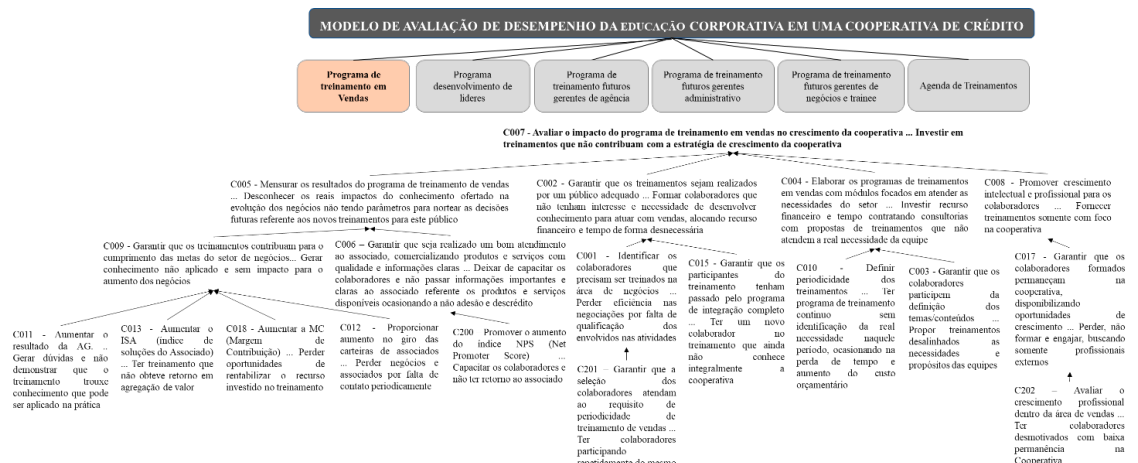 MODELO DE AVALIAÇÃO DE DESEMPENHO DA EDUCAÇÃO CORPORATIVA EM UMA COOPERATIVA DE CRÉDITO
Programa de
treinamento em
Vendas
Programa
desenvolvimento de
líderes
Programa de
treinamento futuros
gerentes de agência
Programa de treinamento
futuros gerentes
administrativo
Programa de treinamento
futuros gerentes de
negócios e trainee
Agenda de Treinamentos
C007 - Avaliar o impacto do programa de treinamento em vendas no crescimento da cooperativa ... Investir em
treinamentos que não contribuam com a estratégia de crescimento da cooperativa
C005 - Mensurar os resultados do programa de treinamento de vendas
... Desconhecer os reais impactos do conhecimento ofertado na
evolução dos negócios não tendo parâmetros para nortear as decisões
futuras referente aos novos treinamentos para este público
C002 - Garantir que os treinamentos sejam realizados
por um público adequado ... Formar colaboradores que
não tenham interesse e necessidade de desenvolver
conhecimento para atuar com vendas, alocando recurso
financeiro e tempo de forma desnecessária
C004 - Elaborar os programas de treinamentos
em vendas com módulos focados em atender as
necessidades do setor ... Investir recurso
financeiro e tempo contratando consultorias
com propostas de treinamentos que não
atendem a real necessidade da equipe
C008 - Promover crescimento
intelectual e profissional para os
colaboradores ... Fornecer
treinamentos somente com foco
na cooperativa
C009 - Garantir que os treinamentos contribuam para o
cumprimento das metas do setor de negócios... Gerar
conhecimento não aplicado e sem impacto para o
aumento dos negócios
C006 – Garantir que seja realizado um bom atendimento
ao associado, comercializando produtos e serviços com
qualidade e informações claras ... Deixar de capacitar os
colaboradores e não passar informações importantes e
claras ao associado referente os produtos e serviços
disponíveis ocasionando a não adesão e descrédito
C001 - Identificar os
colaboradores que
precisam ser treinados na
área de negócios ...
Perder eficiência nas
negociações por falta de
qualificação dos
envolvidos nas atividades
C015 - Garantir que os
participantes do
treinamento tenham
passado pelo programa
de integração completo
... Ter um novo
colaborador no
treinamento que ainda
não conhece
integralmente a
cooperativa
C010 - Definir
periodicidade dos
treinamentos ... Ter
programa de treinamento
contínuo sem
identificação da real
necessidade naquele
período, ocasionando na
perda de tempo e
aumento do custo
orçamentário
C003 - Garantir que os
colaboradores
participem da
definição dos
temas/conteúdos ...
Propor treinamentos
desalinhados as
necessidades e
propósitos das equipes
C017 - Garantir que os
colaboradores formados
permaneçam na
cooperativa,
disponibilizando
oportunidades de
crescimento ... Perder, não
formar e engajar, buscando
somente profissionais
externos
C011 - Aumentar o
resultado da AG. ..
Gerar dúvidas e não
demonstrar que o
treinamento trouxe
conhecimento que pode
ser aplicado na prática
C013 - Aumentar o
ISA (índice de
soluções do Associado)
... Ter treinamento que
não obteve retorno em
agregação de valor
C018 - Aumentar a MC
(Margem de
Contribuição) ... Perder
oportunidades de
rentabilizar o recurso
investido no treinamento
C012 - Proporcionar
aumento no giro das
carteiras de associados
... Perder negócios e
associados por falta de
contato periodicamente
C200 Promover o aumento
do índice NPS (Net
Promoter Score) ...
Capacitar os colaboradores e
não ter retorno ao associado
C201 – Garantir que a
seleção dos
colaboradores atendam
ao requisito de
periodicidade de
treinamento de vendas ...
Ter colaboradores
participando
C202 – Avaliar o
crescimento profissional
dentro da área de vendas ...
Ter colaboradores
desmotivados com baixa
permanência na
Cooperativa